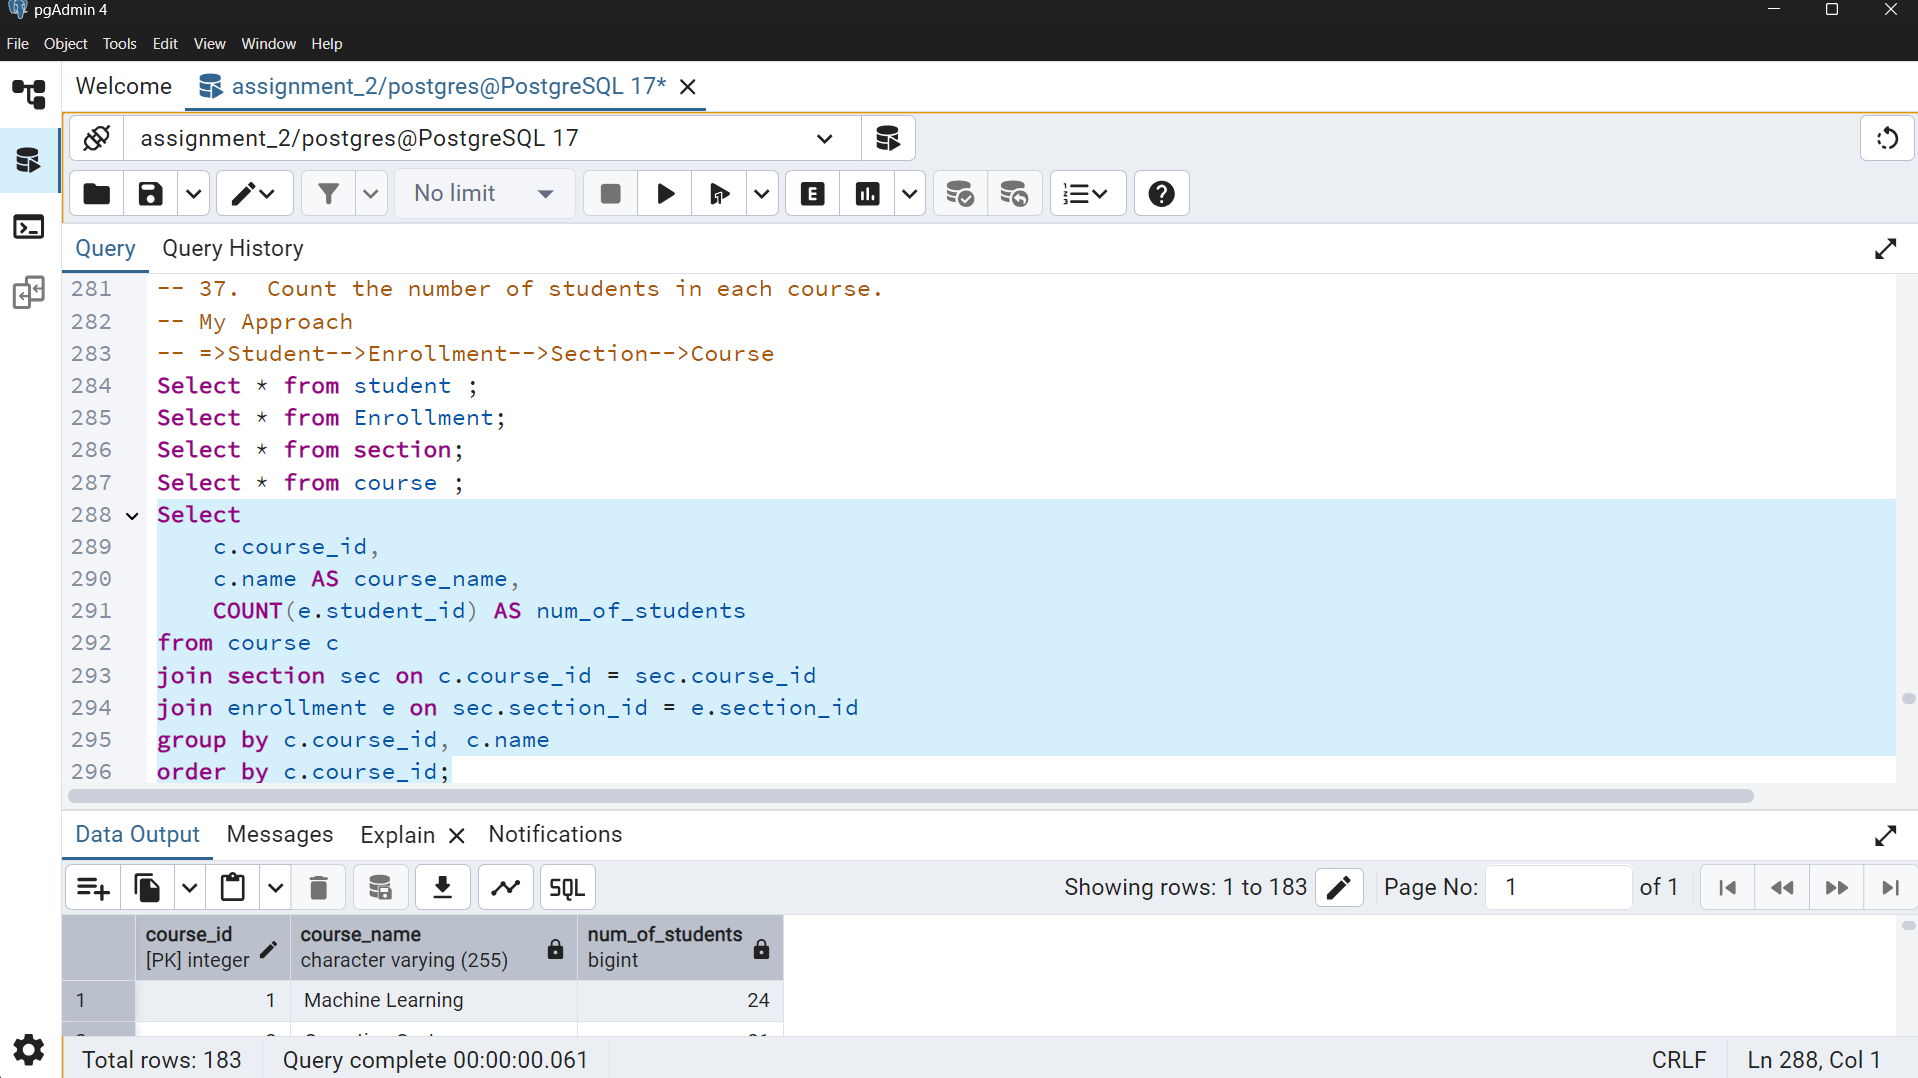 pgAdmin 4
File Object Tools Edit View Window Help
Welcome assignment_2/postgres@PostgreSQL 17*
assignment_2/postgres@PostgreSQL 17
No limit E
Query Query History
281 -- 37.  Count the number of students in each course.
282 -- My Approach
283 -- =>Student-->Enrollment-->Section-->Course
284 Select * from student ;
285 Select * from Enrollment;
286 Select * from section;
287 Select * from course ;
288 Select
289 c.course_id,
290 c.name AS course_name,
291 COUNT(e.student_id) AS num_of_students
292 from course c
293 join section sec on c.course_id = sec.course_id
294 join enrollment e on sec.section_id = e.section_id
295 group by c.course_id, c.name
296 order by c.course_id;
Data Output Messages Explain Notifications
SQL Showing rows: 1 to 183 Page No: 1 of 1
course_id course_name num_of_students
[PK] integer character varying (255) bigint
1 1 Machine Learning 24
Total rows: 183 Query complete 00:00:00.061 CRLF Ln 288, Col 1